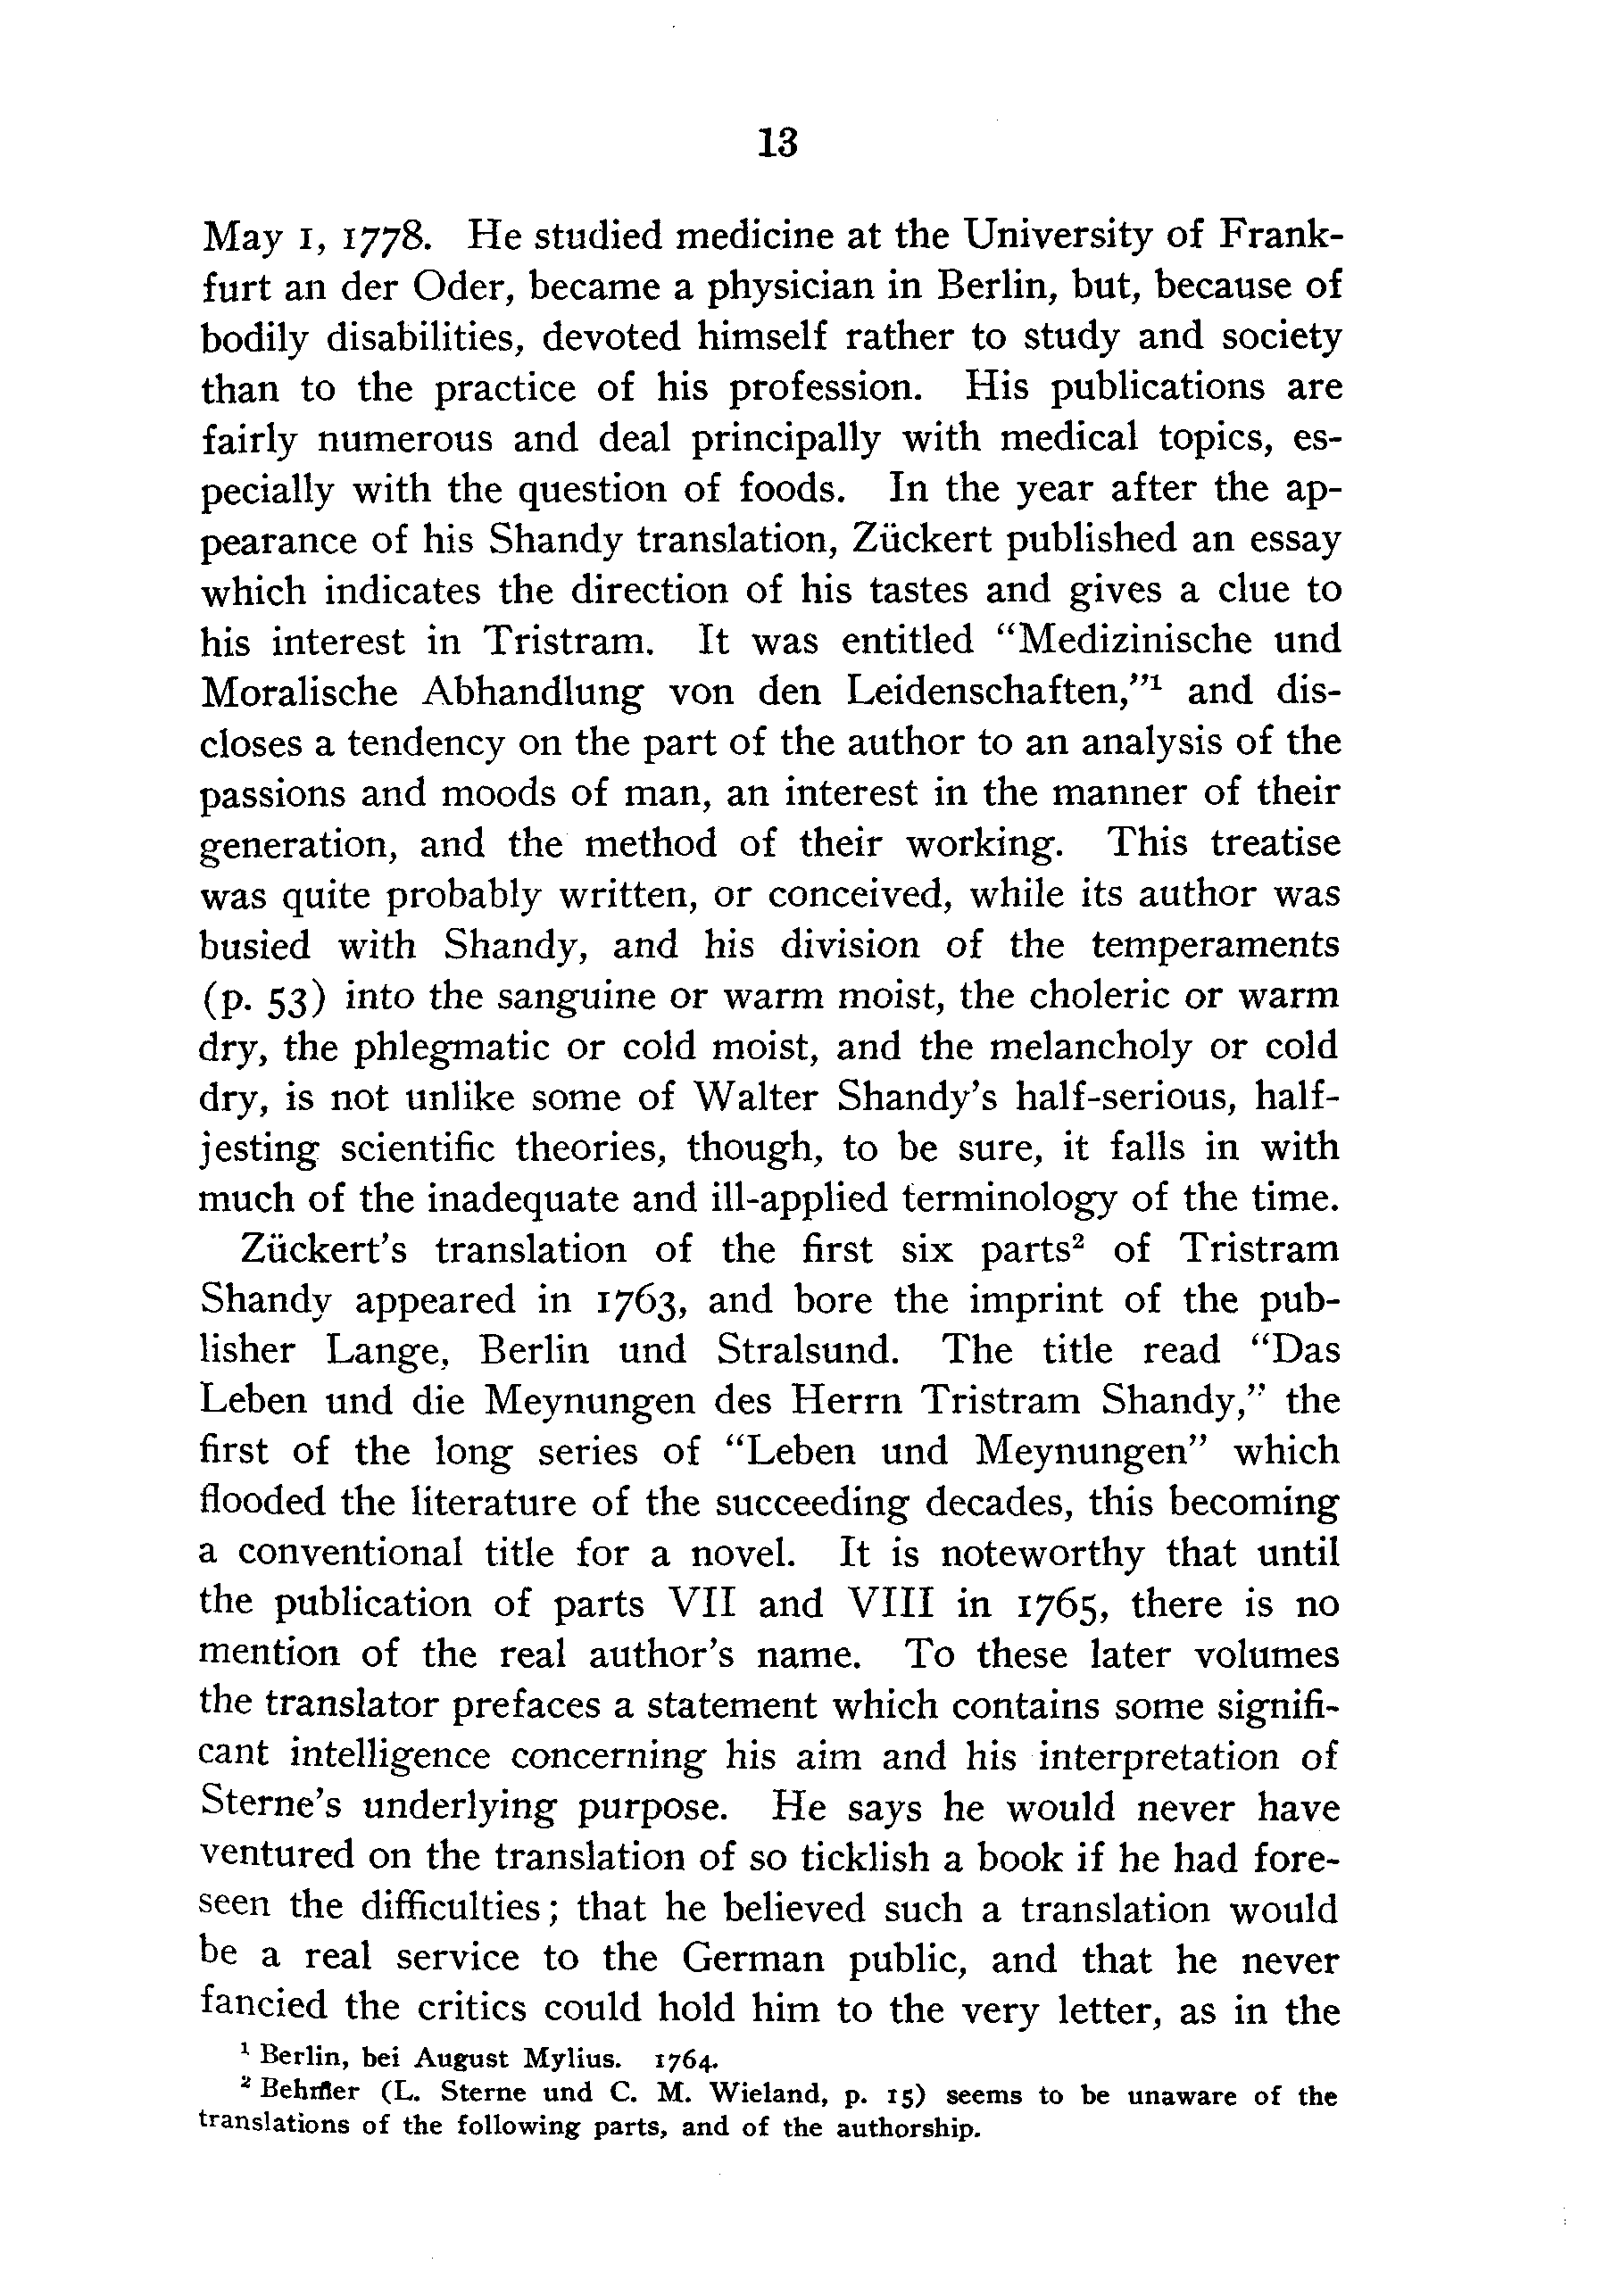 13
May 1, 1778. He studied medicine at the University of Frank-
furt an der Oder, became a physician in Berlin, but, because of
bodily disabilities, devoted himself rather to study and society
than to the practice of his profession. His publications are
fairly numerous and deal principally with medical topics, es-
pecially with the question of foods. In the year after the ap-
pearance of his Shandy translation, Zückert published an essay
which indicates the direction of his tastes and gives a clue to
his interest in Tristram. It was entitled “Medizinische und
Moralische Abhandlung von den Leidenschaften,”¹ and dis-
closes a tendency on the part of the author to an analysis of the
passions and moods of man, an interest in the manner of their
generation, and the method of their working. This treatise
was quite probably written, or conceived, while its author was
busied with Shandy, and his division of the temperaments
(p. 53) into the sanguine or warm moist, the choleric or warm
dry, the phlegmatic or cold moist, and the melancholy or cold
dry, is not unlike some of Walter Shandy’s half-serious, half-
jesting scientific theories, though, to be sure, it falls in with
much of the inadequate and ill-applied terminology of the time.
Zückert’s translation of the first six parts² of Tristram
Shandy appeared in 1763, and bore the imprint of the pub-
lisher Lange, Berlin und Stralsund. The title read “Das
Leben und die Meynungen des Herrn Tristram Shandy,” the
first of the long series of “Leben und Meynungen” which
flooded the literature of the succeeding decades, this becoming
a conventional title for a novel. It is noteworthy that until
the publication of parts VII and VIII in 1765, there is no
mention of the real author’s name. To these later volumes
the translator prefaces a statement which contains some signifi-
cant intelligence concerning his aim and his interpretation of
Sterne’s underlying purpose. He says he would never have
ventured on the translation of so ticklish a book if he had fore-
seen the difficulties; that he believed such a translation would
be a real service to the German public, and that he never
fancied the critics could hold him to the very letter, as in the
¹ Berlin, bei August Mylius. 1764.
² Behmer (L. Sterne und C. M. Wieland, p. 15) seems to be unaware of the
translations of the following parts, and of the authorship.